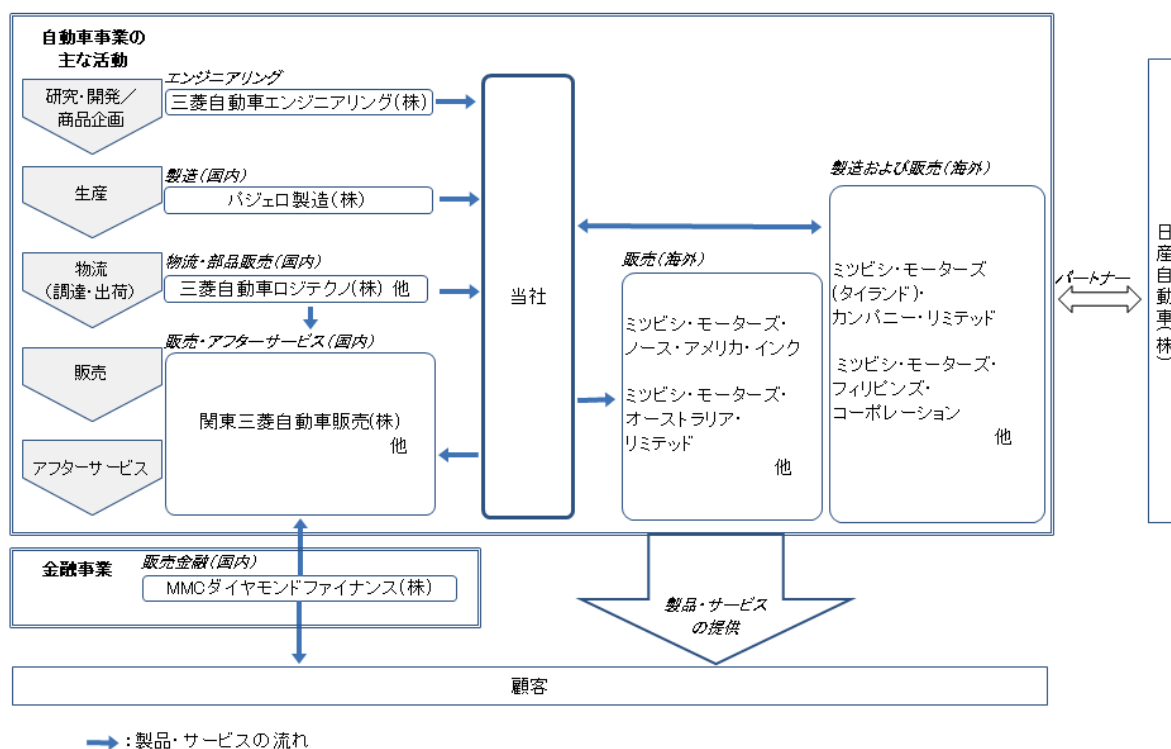 自動車事業の
主な活動
研究・開発／
商品企画
エンジニアリング
三菱自動車エンジニアリング(株)
生産
製造(国内)
パジェロ製造(株)
物流
(調達・出荷)
物流・部品販売(国内)
三菱自動車ロジテクノ(株) 他
販売
販売・アフターサービス(国内)
関東三菱自動車販売(株)
他
アフターサービス
当社
販売(海外)
ミツビシ・モーターズ・
ノース・アメリカ・インク
ミツビシ・モーターズ・
オーストラリア・
リミテッド
他
製造および販売(海外)
ミツビシ・モーターズ
(タイランド)・
カンパニー・リミテッド
ミツビシ・モーターズ・
フィリピンズ・
コーポレーション
他
パートナー
日産自動車(株)
金融事業
販売金融(国内)
MMCダイヤモンドファイナンス(株)
製品・サービス
の提供
顧客
：製品・サービスの流れ